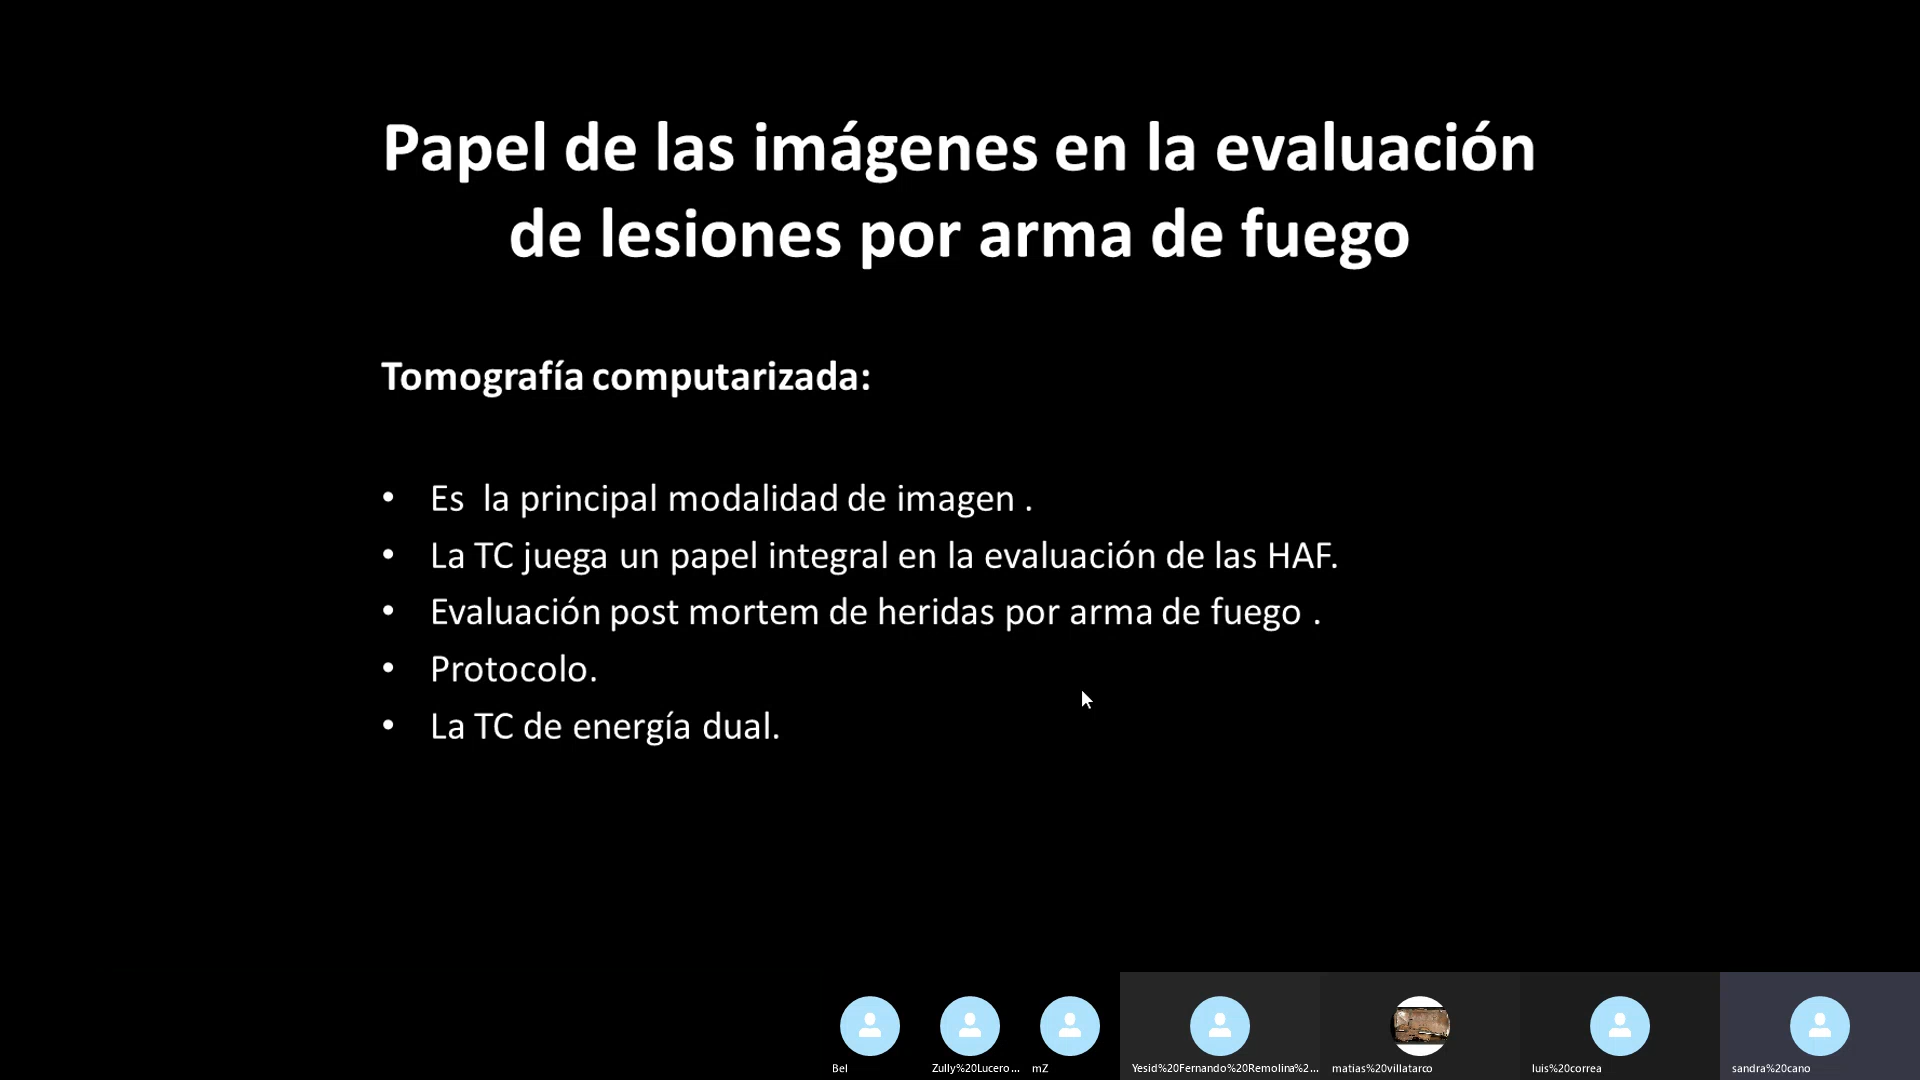 Papel de las imágenes en la evaluación
de lesiones por arma de fuego
Tomografía computarizada:
• Es  la principal modalidad de imagen .
• La TC juega un papel integral en la evaluación de las HAF.
• Evaluación post mortem de heridas por arma de fuego .
• Protocolo.
• La TC de energía dual.
Bel
Zully%20Lucero...
mZ
Yesid%20Fernando%20Remolina%2...
matias%20villatarco
luis%20correa
sandra%20cano